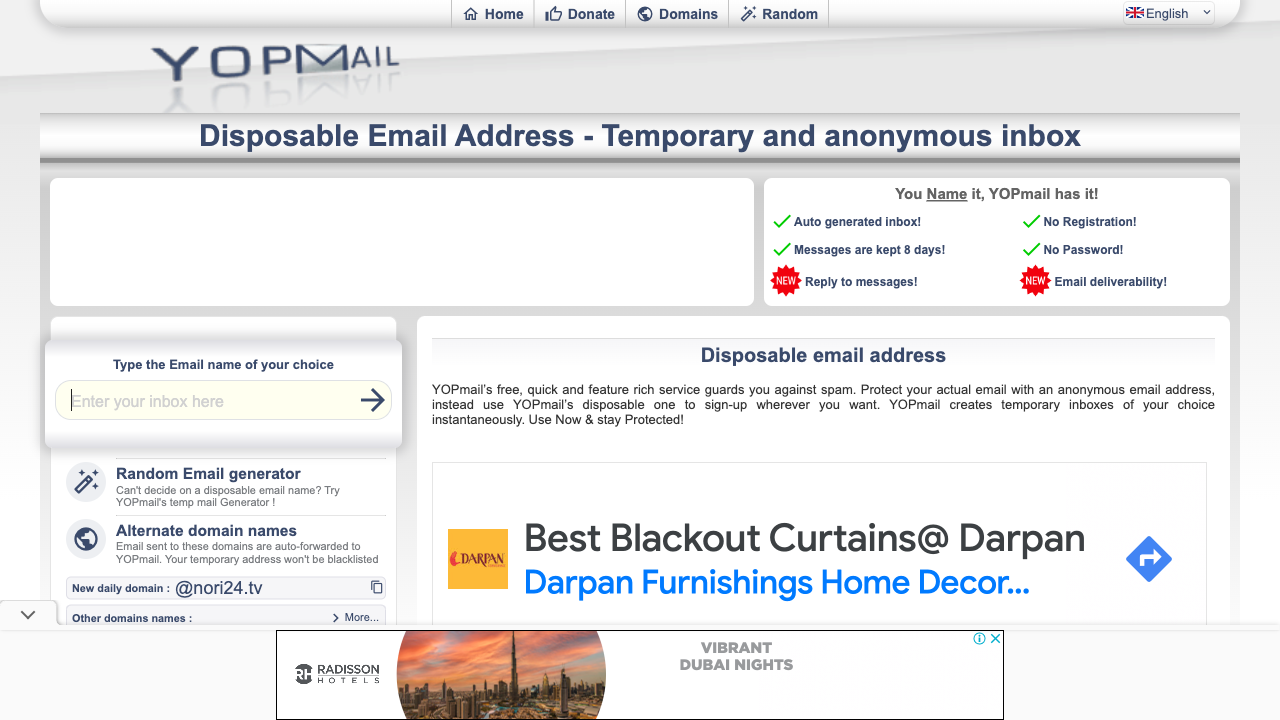 Home
Donate
Domains
Random
English
YOPMAIL
Disposable Email Address - Temporary and anonymous inbox
You Name it, YOPmail has it!
Auto generated inbox!
No Registration!
Messages are kept 8 days!
No Password!
NEW Reply to messages!
NEW Email deliverability!
Type the Email name of your choice
Enter your inbox here
Random Email generator
Can't decide on a disposable email name? Try
YOPmail's temp mail Generator !
Alternate domain names
Email sent to these domains are auto-forwarded to
YOPmail. Your temporary address won't be blacklisted
New daily domain : @nori24.tv
Other domains names : More...
Disposable email address
YOPmail's free, quick and feature rich service guards you against spam. Protect your actual email with an anonymous email address,
instead use YOPmail's disposable one to sign-up wherever you want. YOPmail creates temporary inboxes of your choice
instantaneously. Use Now & stay Protected!
DARPAN
Best Blackout Curtains@ Darpan
Darpan Furnishings Home Decor...
RH RADISSON
HOTELS
VIBRANT
DUBAI NIGHTS